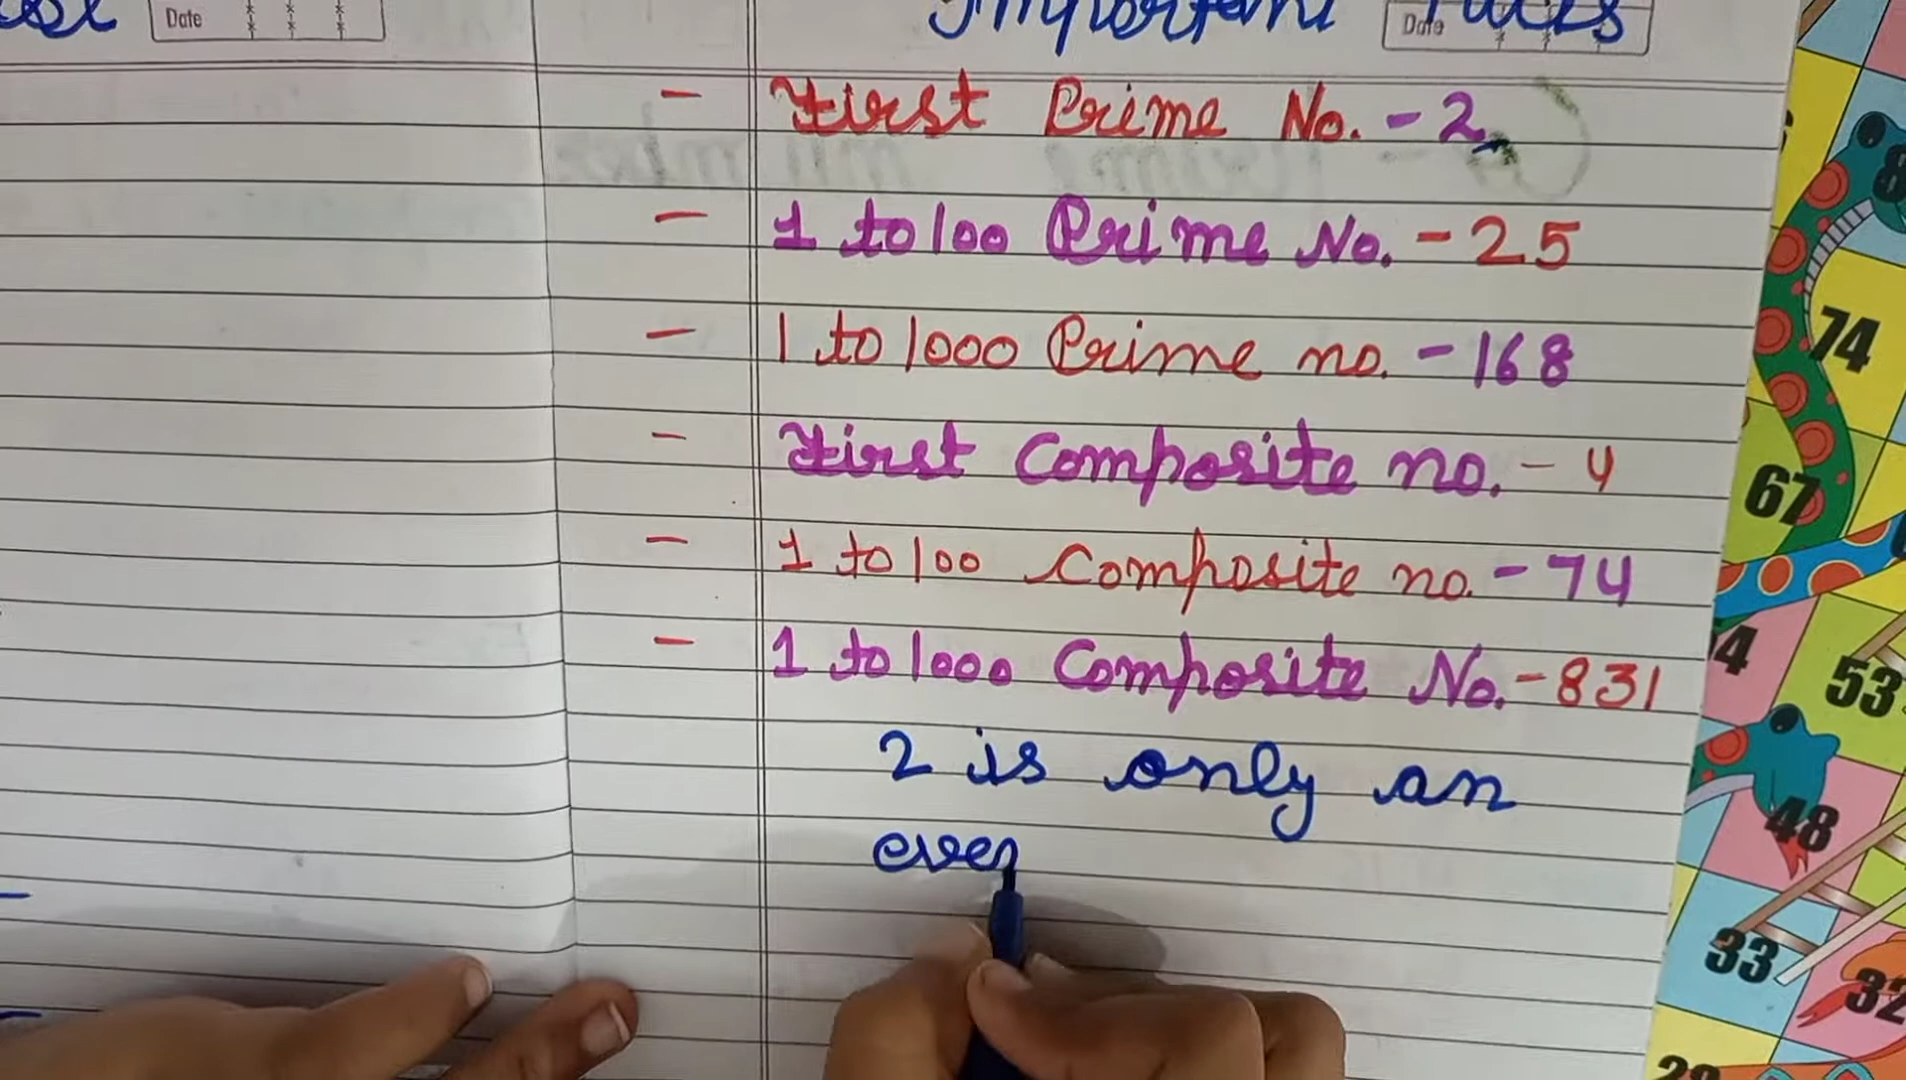 Date
Important Facts
Date
- First Prime No. - 2
- 1 to 100 Prime No. - 25
- 1 to 1000 Prime no. - 168
- First Composite no. - 4
- 1 to 100 Composite no. - 74
- 1 to 1000 Composite No. - 831
2 is only an
even
74
67
53
48
33
32